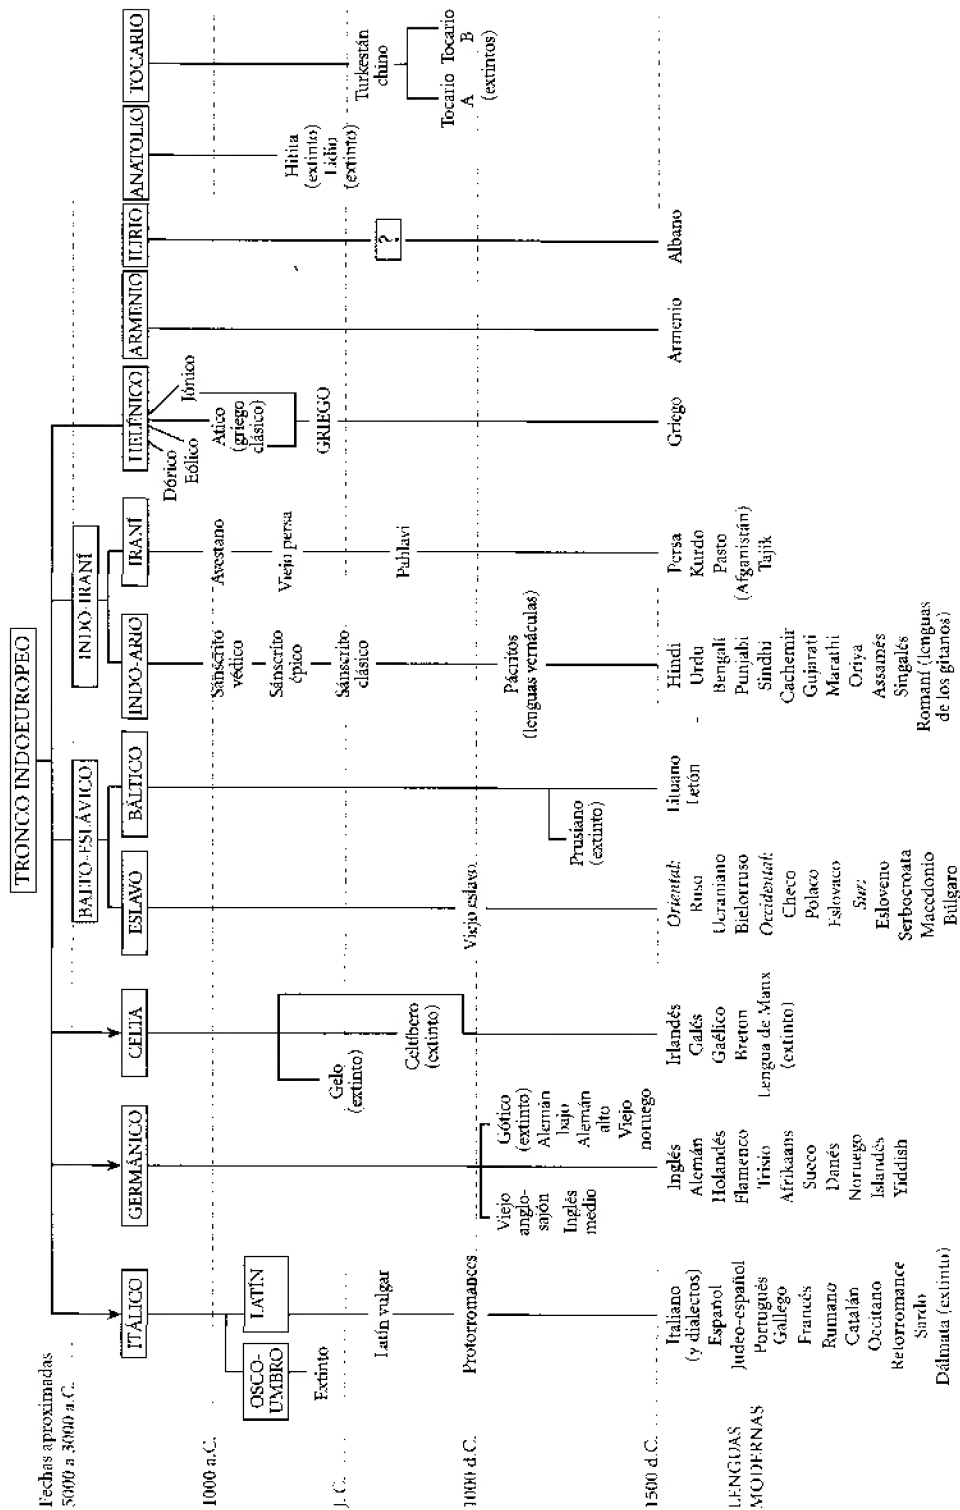 TRONCO INDOEUROPEO
Fechas aproximadas
5000 a 3000 a.C.
BALTO-ESLÁVICO
INDO-IRANÍ
ITÁLICO
GERMÁNICO
CELTA
ESLAVO
BÁLTICO
INDO-ARIO
IRANÍ
HELÉNICO
ARMENIO
ILIRIO
ANATOLIO
TOCARIO
Dórico
Eólico
Jónico
1000 a.C.
OSCO-
UMBRO
LATÍN
Extinto
Sánscrito
védico
Sánscrito
épico
Sánscrito
clásico
Avestano
Viejo persa
Pahlavi
Ático
(griego
clásico)
GRIEGO
Hitita
(extinto)
Lidio
(extinto)
Turkestán
chino
Tocario
A
Tocario
B
(extintos)
?
J. C.
Latín vulgar
Gelo
(extinto)
Celtíbero
(extinto)
1000 d.C.
Protorromances
Viejo
anglo-
sajón
Inglés
medio
Gótico
(extinto)
Alemán
bajo
Alemán
alto
Viejo
noruego
Viejo eslavo
Prusiano
(extinto)
Pácritos
(lenguas vernáculas)
1500 d.C.
LENGUAS
MODERNAS
Italiano
(y dialectos)
Español
Judeo-español
Portugués
Gallego
Francés
Rumano
Catalán
Occitano
Retorromance
Sardo
Dálmata (extinto)
Inglés
Alemán
Holandés
Flamenco
Trisio
Afrikaans
Sueco
Danés
Noruego
Islandés
Yiddish
Irlandés
Galés
Gaélico
Breton
Lengua de Manx
(extinto)
Oriental:
Ruso
Ucraniano
Bielorruso
Occidental:
Checo
Polaco
Eslovaco
Sur:
Esloveno
Serbocroata
Macedonio
Búlgaro
Lituano
Letón
Hindi
Urdu
Bengali
Punjabi
Sindhi
Cachemir
Gujarati
Marathi
Oriya
Assamés
Singalés
Romaní (lenguas
de los gitanos)
Persa
Kurdo
Pasto
(Afganistán)
Tajik
Griego
Armenio
Albano